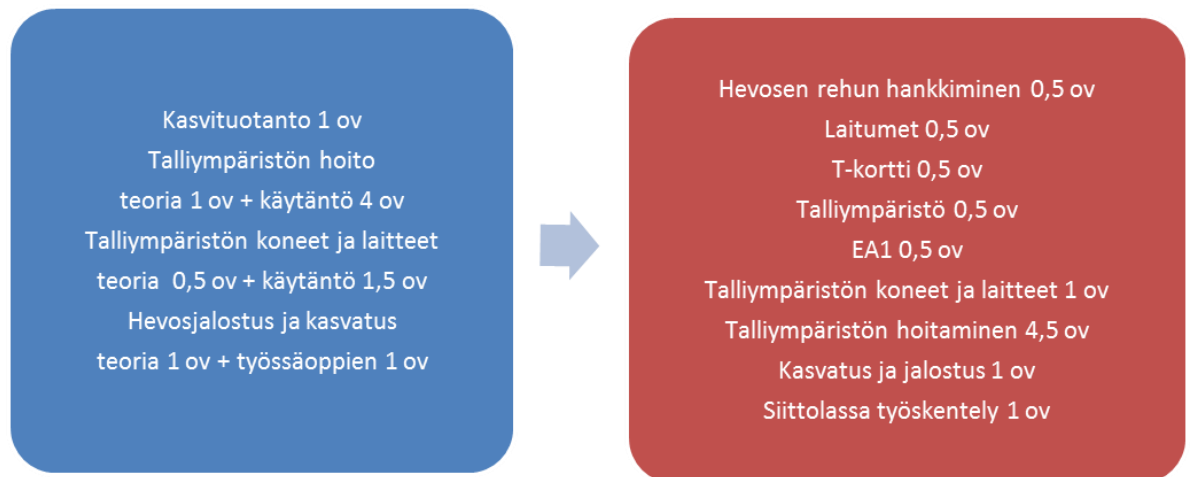 Kasvituotanto 1 ov
Talliympäristön hoito
teoria 1 ov + käytäntö 4 ov
Talliympäristön koneet ja laitteet
teoria 0,5 ov + käytäntö 1,5 ov
Hevosjalostus ja kasvatus
teoria 1 ov + työssäoppien 1 ov
Hevosen rehun hankkiminen 0,5 ov
Laitumet 0,5 ov
T-kortti 0,5 ov
Talliympäristö 0,5 ov
EA1 0,5 ov
Talliympäristön koneet ja laitteet 1 ov
Talliympäristön hoitaminen 4,5 ov
Kasvatus ja jalostus 1 ov
Siittolassa työskentely 1 ov